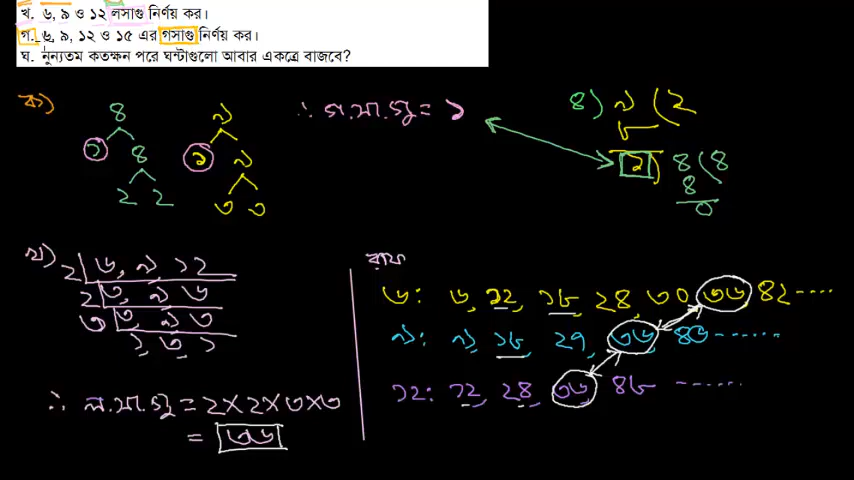 খ. ৬, ৯ ও ১২ লসাগু নির্ণয় কর।
গ. ৬, ৯, ১২ ও ১৫ এর গসাগু নির্ণয় কর।
ঘ. নূন্যতম কতক্ষন পরে ঘন্টাগুলো আবার একত্রে বাজবে?
ক)
৪
১ ৪
২ ২
৯
১ ৯
৩ ৩
∴ গ.সা.গু = ১
৪) ৯ (২
৮
১) ৪ (৪
৪
০
খ)
২ ৬, ৯, ১২
২ ৩, ৯, ৬
৩ ৩, ৯, ৩
১, ৩, ১
∴ ল.সা.গু = ২×২×৩×৩
= ৩৬
৬: ৬, ১২, ১৮, ২৪, ৩০, ৩৬, ৪২.....
৯: ৯, ১৮, ২৭, ৩৬, ৪৫ ........
১২: ১২, ২৪, ৩৬, ৪৮ .......